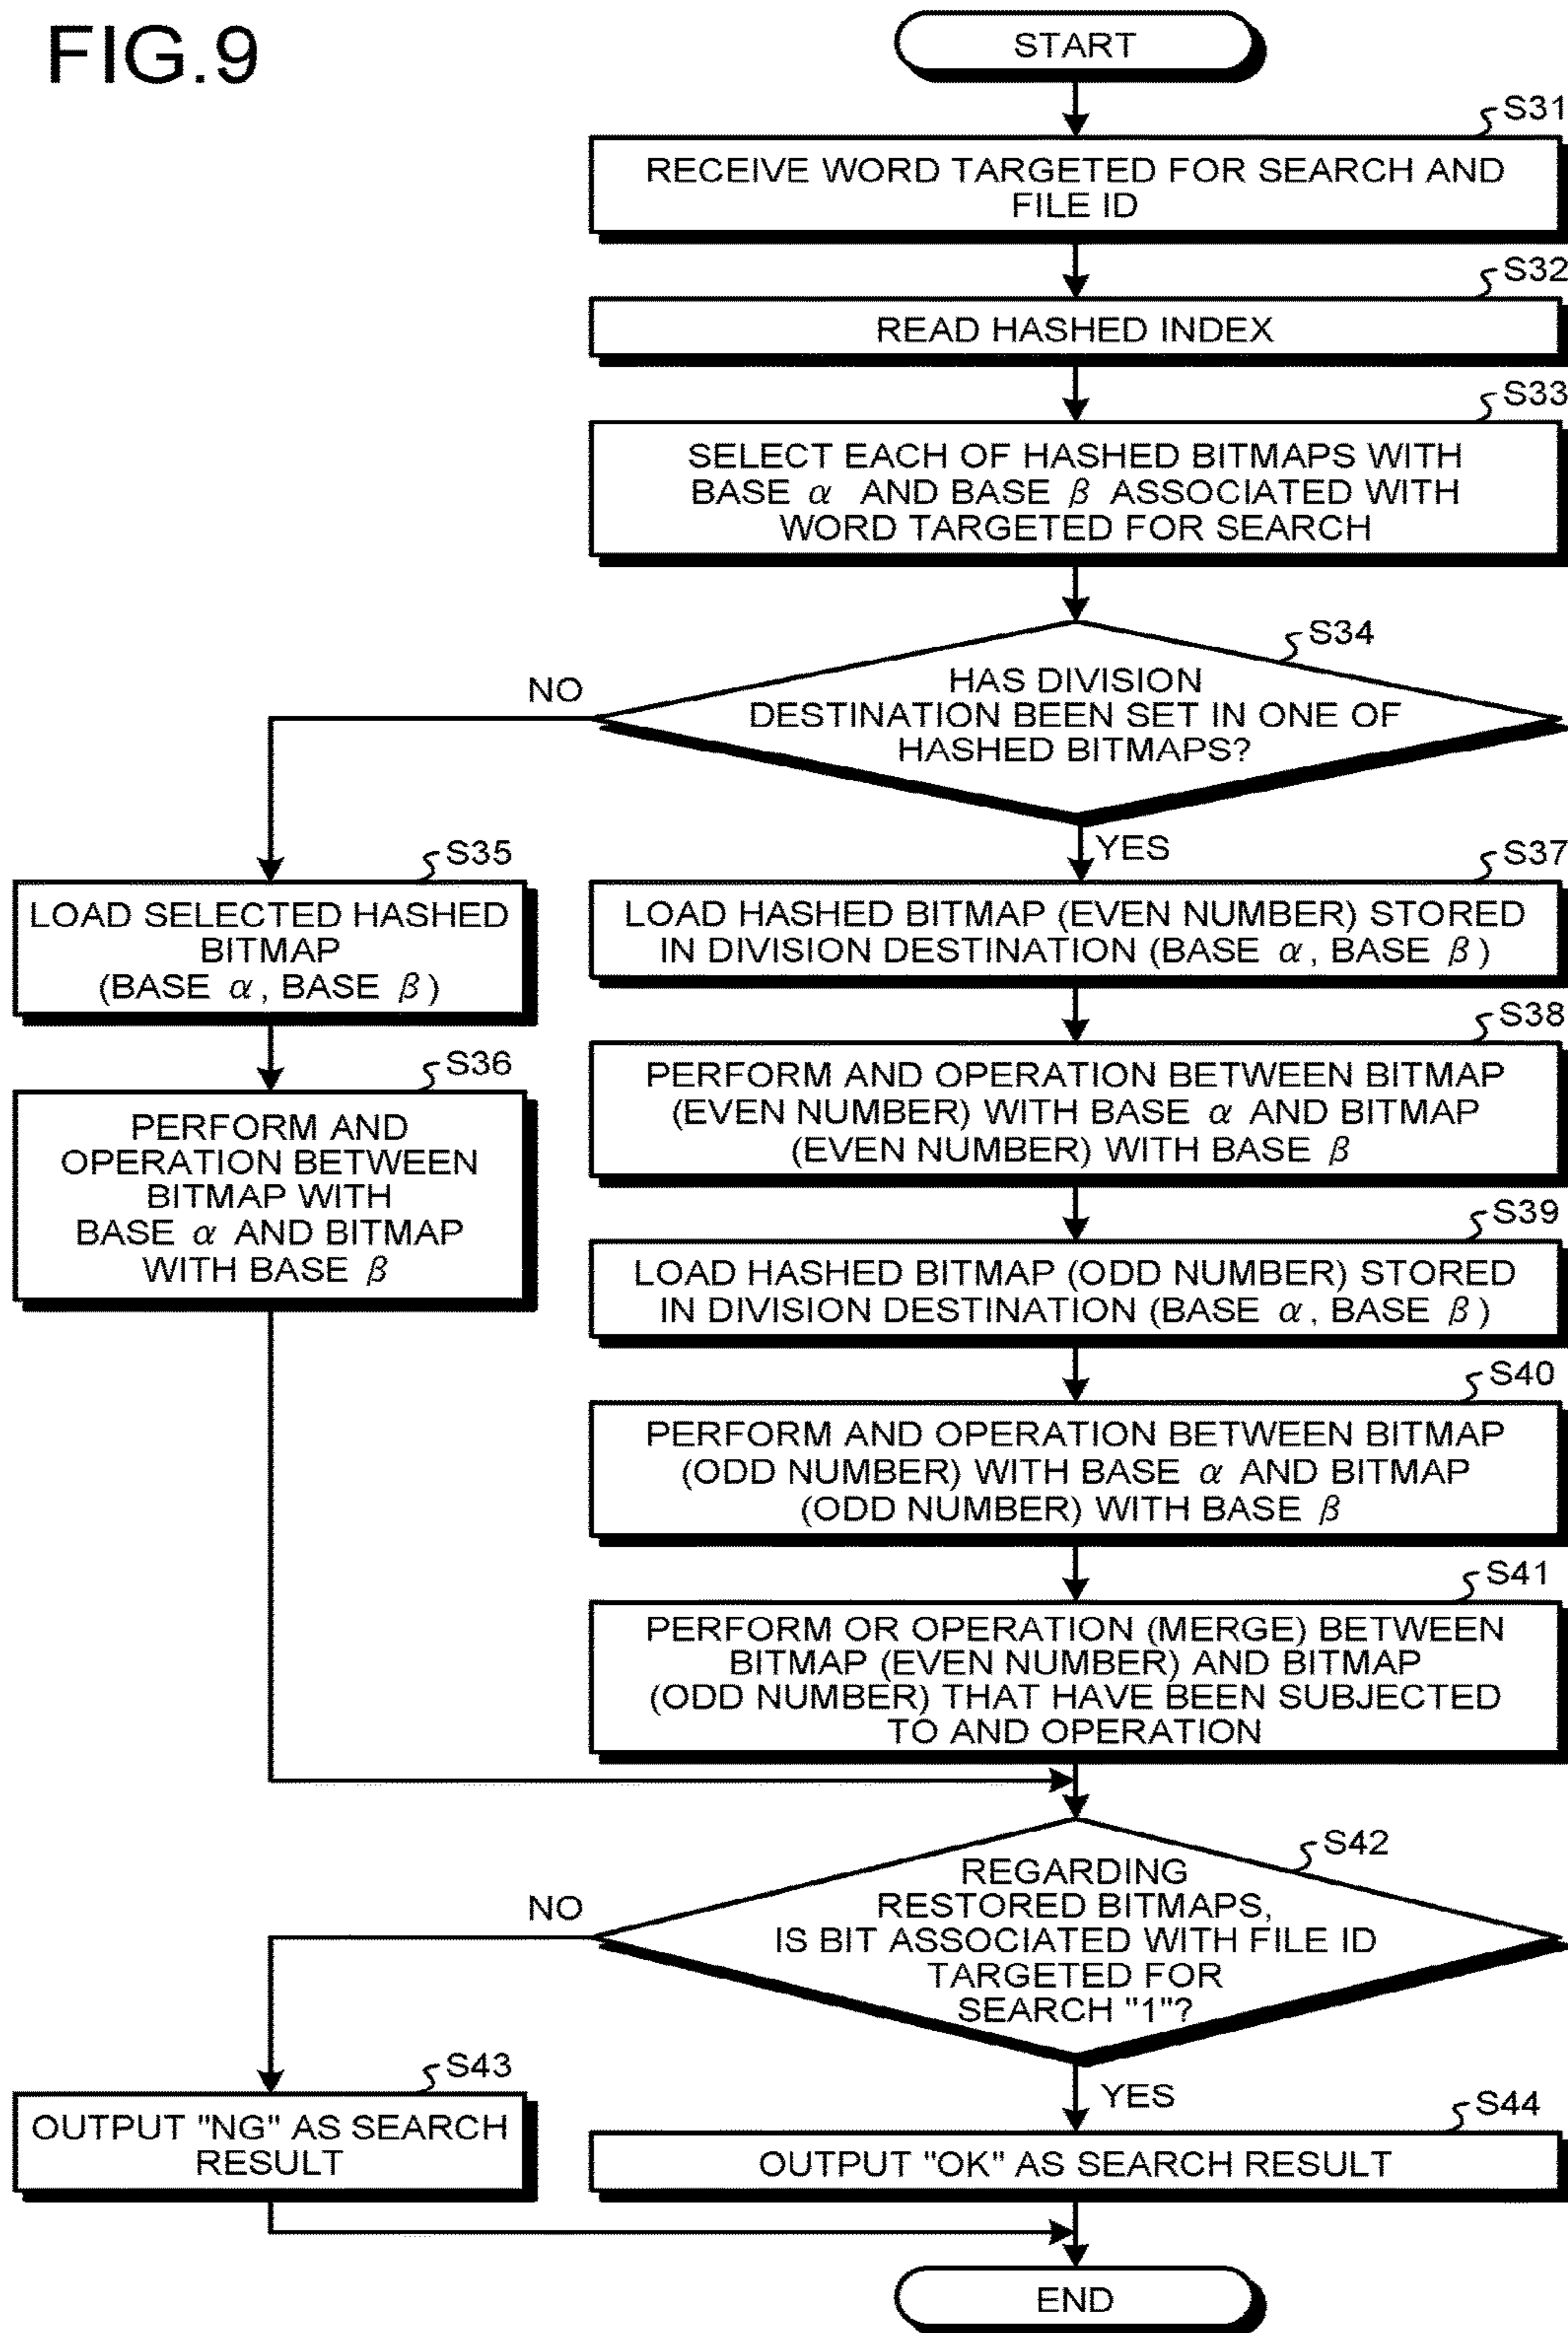 FIG.9
START
S31
RECEIVE WORD TARGETED FOR SEARCH AND
FILE ID
S32
READ HASHED INDEX
S33
SELECT EACH OF HASHED BITMAPS WITH
BASE α AND BASE β ASSOCIATED WITH
WORD TARGETED FOR SEARCH
S34
HAS DIVISION
DESTINATION BEEN SET IN ONE OF
HASHED BITMAPS?
NO
YES
S35
LOAD SELECTED HASHED
BITMAP
(BASE α, BASE β)
S36
PERFORM AND
OPERATION BETWEEN
BITMAP WITH
BASE α AND BITMAP
WITH BASE β
S37
LOAD HASHED BITMAP (EVEN NUMBER) STORED
IN DIVISION DESTINATION (BASE α, BASE β)
S38
PERFORM AND OPERATION BETWEEN BITMAP
(EVEN NUMBER) WITH BASE α AND BITMAP
(EVEN NUMBER) WITH BASE β
S39
LOAD HASHED BITMAP (ODD NUMBER) STORED
IN DIVISION DESTINATION (BASE α, BASE β)
S40
PERFORM AND OPERATION BETWEEN BITMAP
(ODD NUMBER) WITH BASE α AND BITMAP
(ODD NUMBER) WITH BASE β
S41
PERFORM OR OPERATION (MERGE) BETWEEN
BITMAP (EVEN NUMBER) AND BITMAP
(ODD NUMBER) THAT HAVE BEEN SUBJECTED
TO AND OPERATION
S42
REGARDING
RESTORED BITMAPS,
IS BIT ASSOCIATED WITH FILE ID
TARGETED FOR
SEARCH "1"?
NO
YES
S43
OUTPUT "NG" AS SEARCH
RESULT
S44
OUTPUT "OK" AS SEARCH RESULT
END